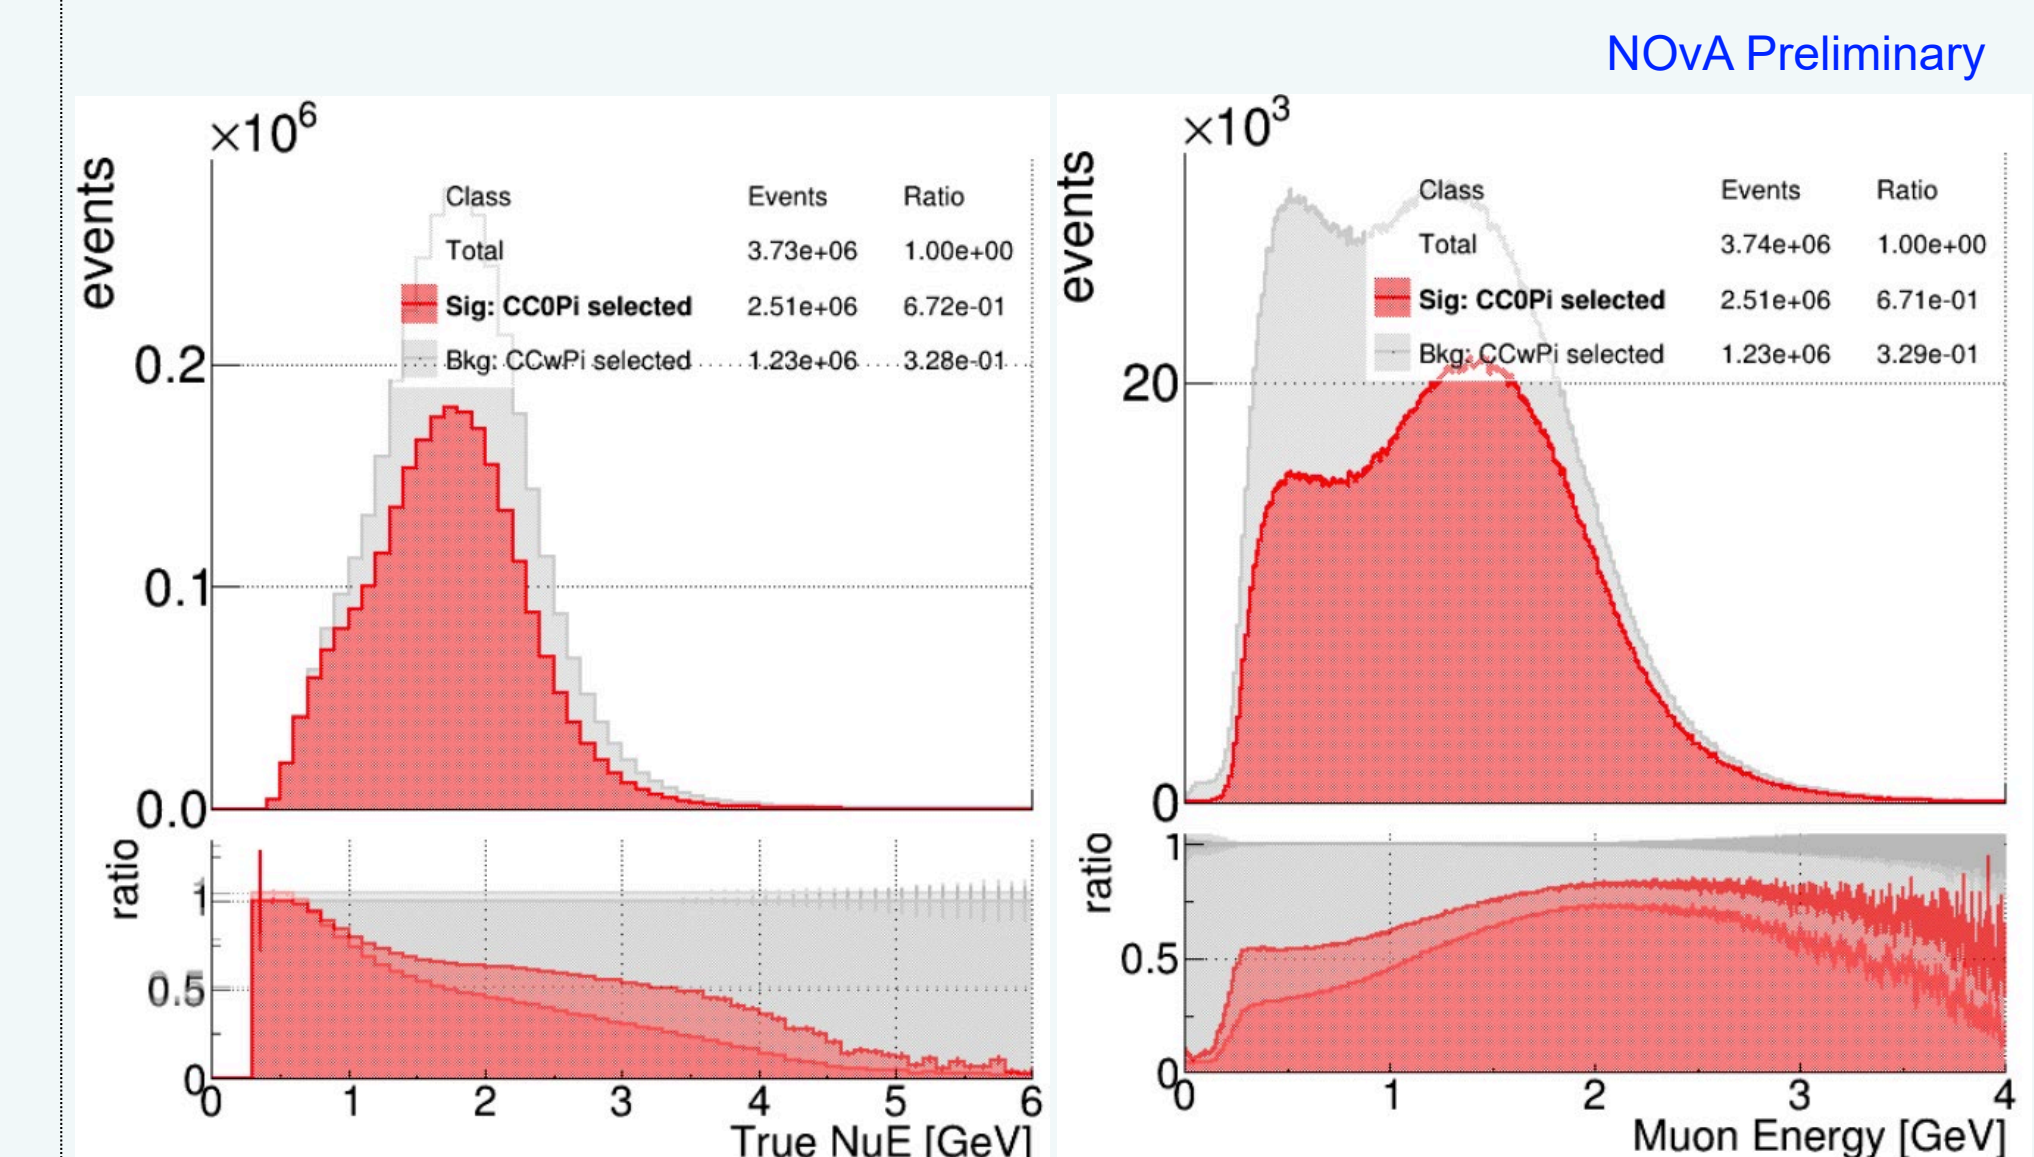 NOvA Preliminary
×10⁶
events
Class Events Ratio
Total 3.73e+06 1.00e+00
Sig: CC0Pi selected 2.51e+06 6.72e-01
Bkg: CCwPi selected 1.23e+06 3.28e-01
0.2
0.1
0.0
ratio
1
1
0.5
0
0 1 2 3 4 5 6
True NuE [GeV]
×10³
events
Class Events Ratio
Total 3.74e+06 1.00e+00
Sig: CC0Pi selected 2.51e+06 6.71e-01
Bkg: CCwPi selected 1.23e+06 3.29e-01
20
0
ratio
1
0.5
0
0 1 2 3 4
Muon Energy [GeV]